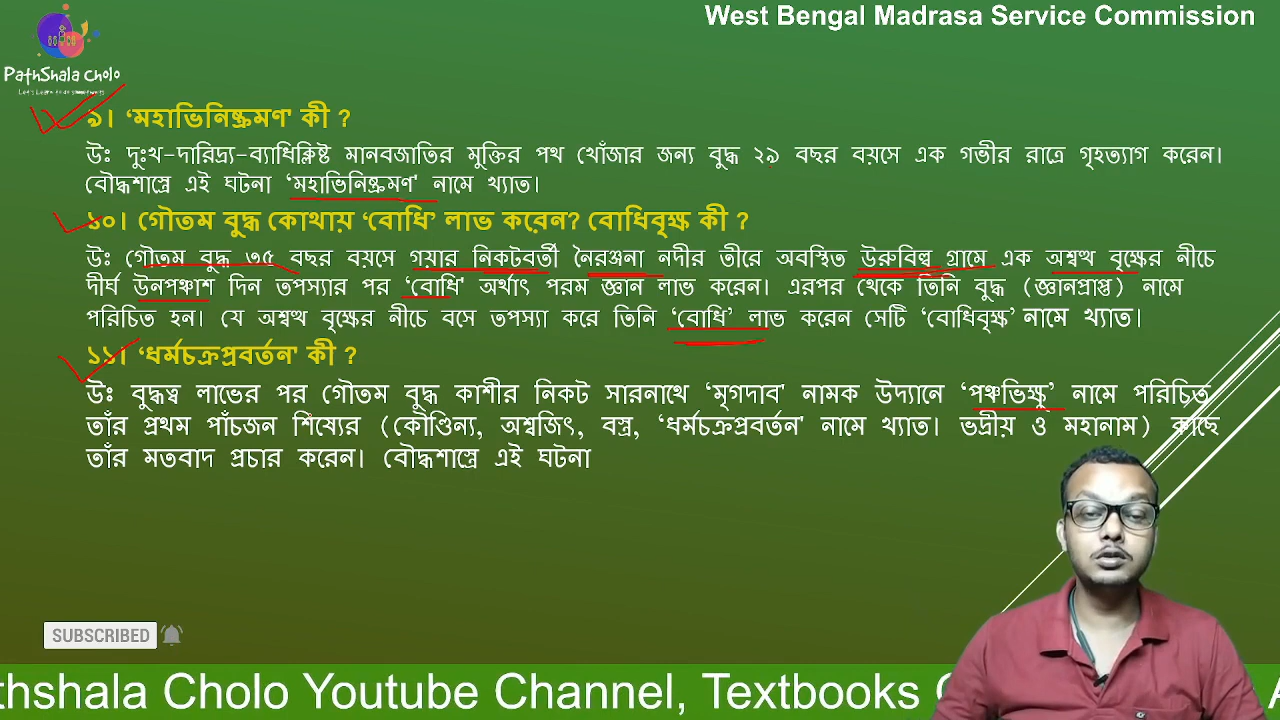 West Bengal Madrasa Service Commission
PathShala Cholo
৯। ‘মহাভিনিষ্ক্রমণ' কী ?
উঃ দুঃখ-দারিদ্র্য-ব্যাধিক্লিষ্ট মানবজাতির মুক্তির পথ খোঁজার জন্য বুদ্ধ ২৯ বছর বয়সে এক গভীর রাত্রে গৃহত্যাগ করেন।
বৌদ্ধশাস্ত্রে এই ঘটনা ‘মহাভিনিষ্ক্রমণ' নামে খ্যাত।
১০। গৌতম বুদ্ধ কোথায় ‘বোধি’ লাভ করেন? বোধিবৃক্ষ কী ?
উঃ গৌতম বুদ্ধ ৩৫ বছর বয়সে গয়ার নিকটবর্তী নৈরঞ্জনা নদীর তীরে অবস্থিত উরুবিল্ব গ্রামে এক অশ্বত্থ বৃক্ষের নীচে
দীর্ঘ উনপঞ্চাশ দিন তপস্যার পর ‘বোধি' অর্থাৎ পরম জ্ঞান লাভ করেন। এরপর থেকে তিনি বুদ্ধ (জ্ঞানপ্রাপ্ত) নামে
পরিচিত হন। যে অশ্বত্থ বৃক্ষের নীচে বসে তপস্যা করে তিনি ‘বোধি’ লাভ করেন সেটি ‘বোধিবৃক্ষ’ নামে খ্যাত।
১১। ‘ধর্মচক্রপ্রবর্তন' কী ?
উঃ বুদ্ধত্ব লাভের পর গৌতম বুদ্ধ কাশীর নিকট সারনাথে ‘মৃগদাব' নামক উদ্যানে ‘পঞ্চভিক্ষু’ নামে পরিচিত
তাঁর প্রথম পাঁচজন শিষ্যের (কৌণ্ডিন্য, অশ্বজিৎ, বস্ত্র, ‘ধর্মচক্রপ্রবর্তন' নামে খ্যাত। ভদ্রীয় ও মহানাম) কাছে
তাঁর মতবাদ প্রচার করেন। বৌদ্ধশাস্ত্রে এই ঘটনা
SUBSCRIBED
thshala Cholo Youtube Channel, Textbooks